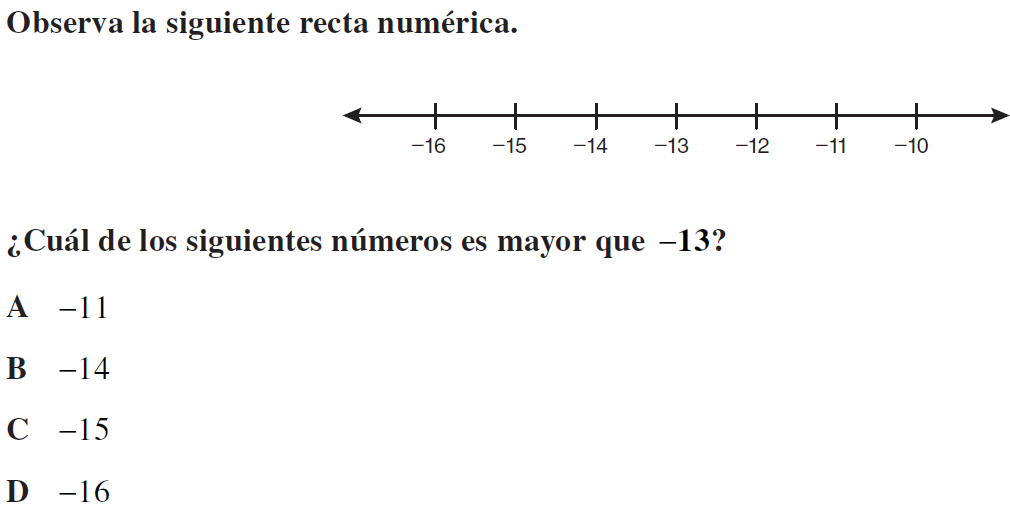 Observa la siguiente recta numérica.
–16 –15 –14 –13 –12 –11 –10
¿Cuál de los siguientes números es mayor que –13?
A –11
B –14
C –15
D –16